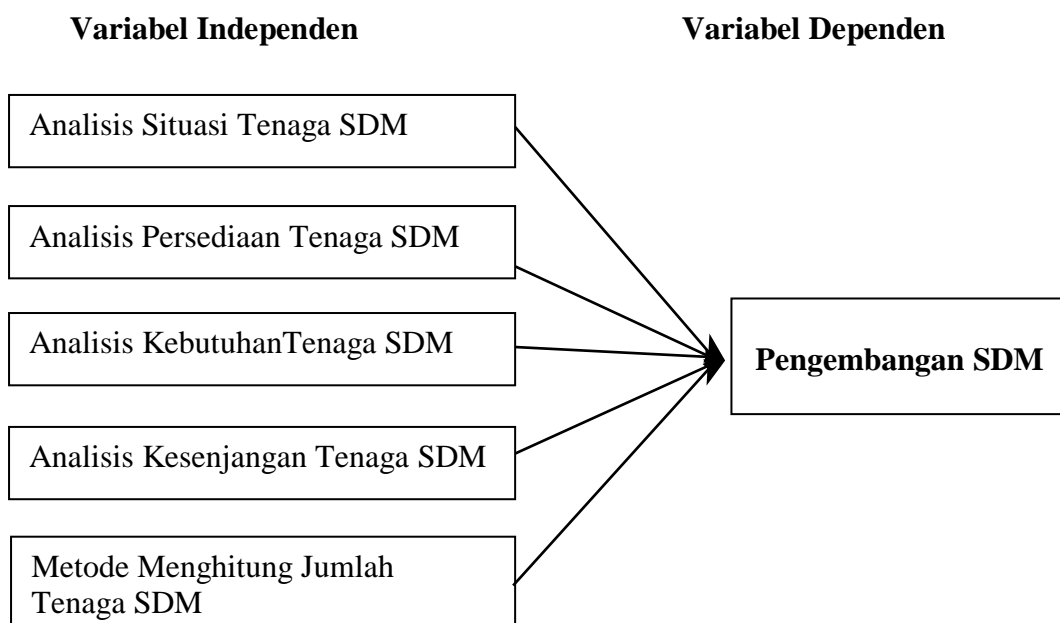 Variabel Independen Variabel Dependen
Analisis Situasi Tenaga SDM
Analisis Persediaan Tenaga SDM
Analisis KebutuhanTenaga SDM
Pengembangan SDM
Analisis Kesenjangan Tenaga SDM
Metode Menghitung Jumlah
Tenaga SDM